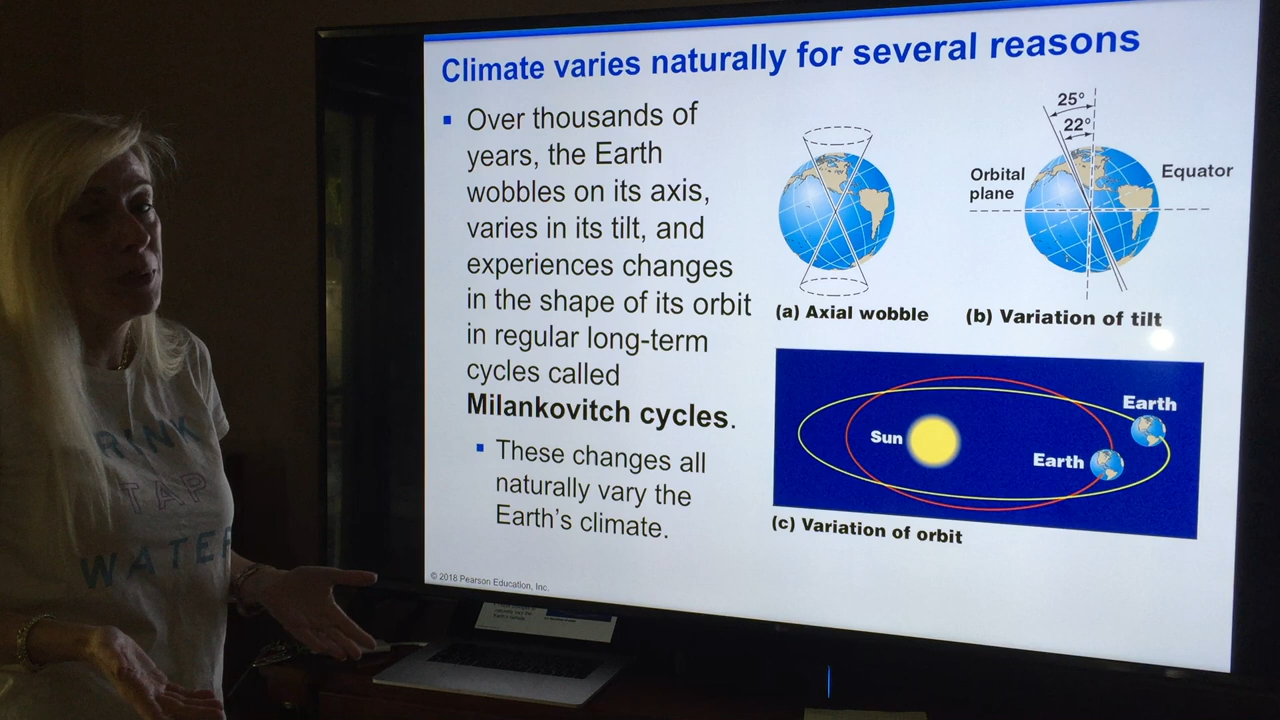 Climate varies naturally for several reasons
Over thousands of
years, the Earth
wobbles on its axis,
varies in its tilt, and
experiences changes
in the shape of its orbit
in regular long-term
cycles called
Milankovitch cycles.
These changes all
naturally vary the
Earth's climate.
© 2018 Pearson Education, Inc.
(a) Axial wobble
25°
22°
Orbital
plane
Equator
(b) Variation of tilt
Sun
Earth
Earth
(c) Variation of orbit
RINK
TAP
WATER